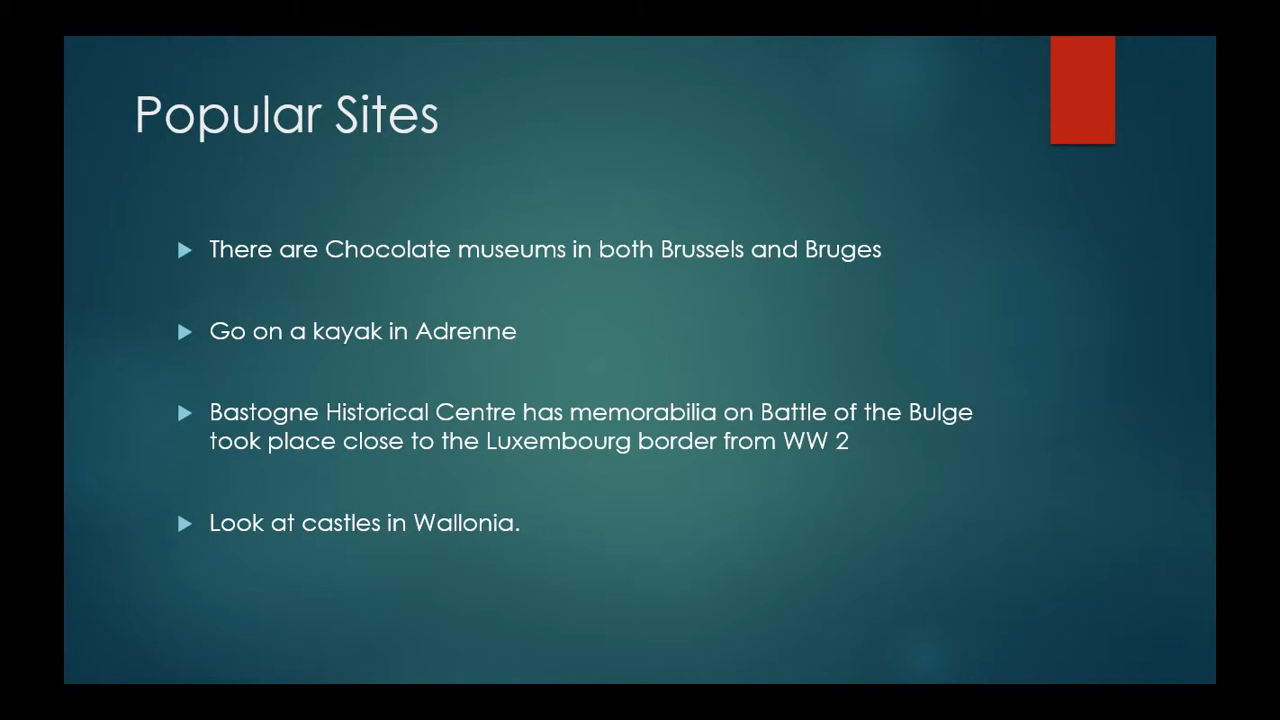 Popular Sites
There are Chocolate museums in both Brussels and Bruges
Go on a kayak in Adrenne
Bastogne Historical Centre has memorabilia on Battle of the Bulge
took place close to the Luxembourg border from WW 2
Look at castles in Wallonia.